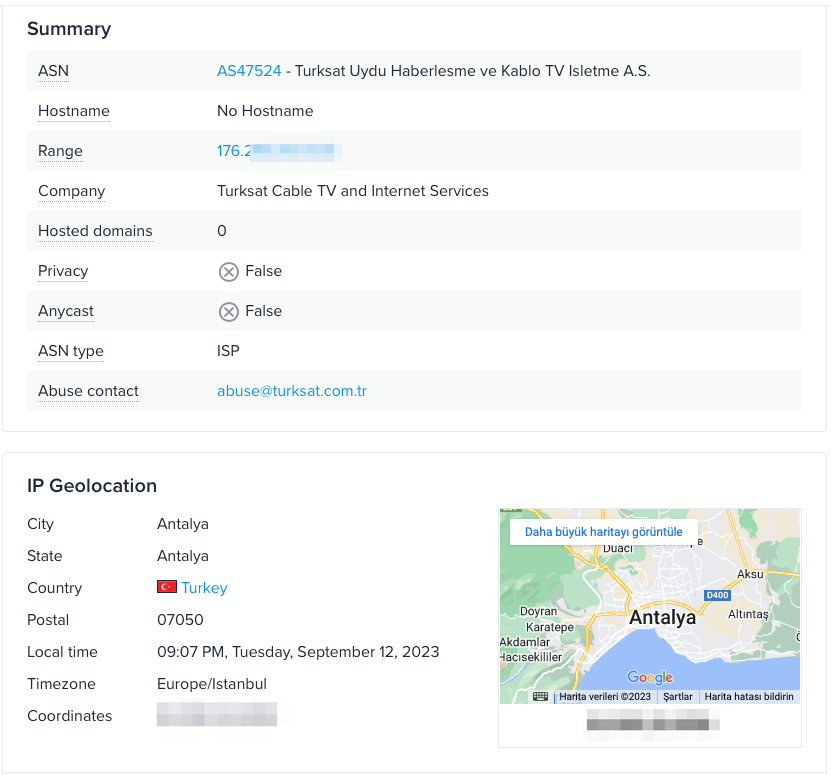 Summary
ASN AS47524 - Turksat Uydu Haberlesme ve Kablo TV Isletme A.S.
Hostname No Hostname
Range 176.2
Company Turksat Cable TV and Internet Services
Hosted domains 0
Privacy False
Anycast False
ASN type ISP
Abuse contact abuse@turksat.com.tr
IP Geolocation
City Antalya
State Antalya
Country Turkey
Postal 07050
Local time 09:07 PM, Tuesday, September 12, 2023
Timezone Europe/Istanbul
Coordinates
Daha büyük haritayı görüntüle
Duacı
Aksu
D400
Doyran
Antalya
Altıntaş
Karatepe
Akdamlar
Hacısekililer
Google
Harita verileri ©2023 Şartlar Harita hatası bildirin